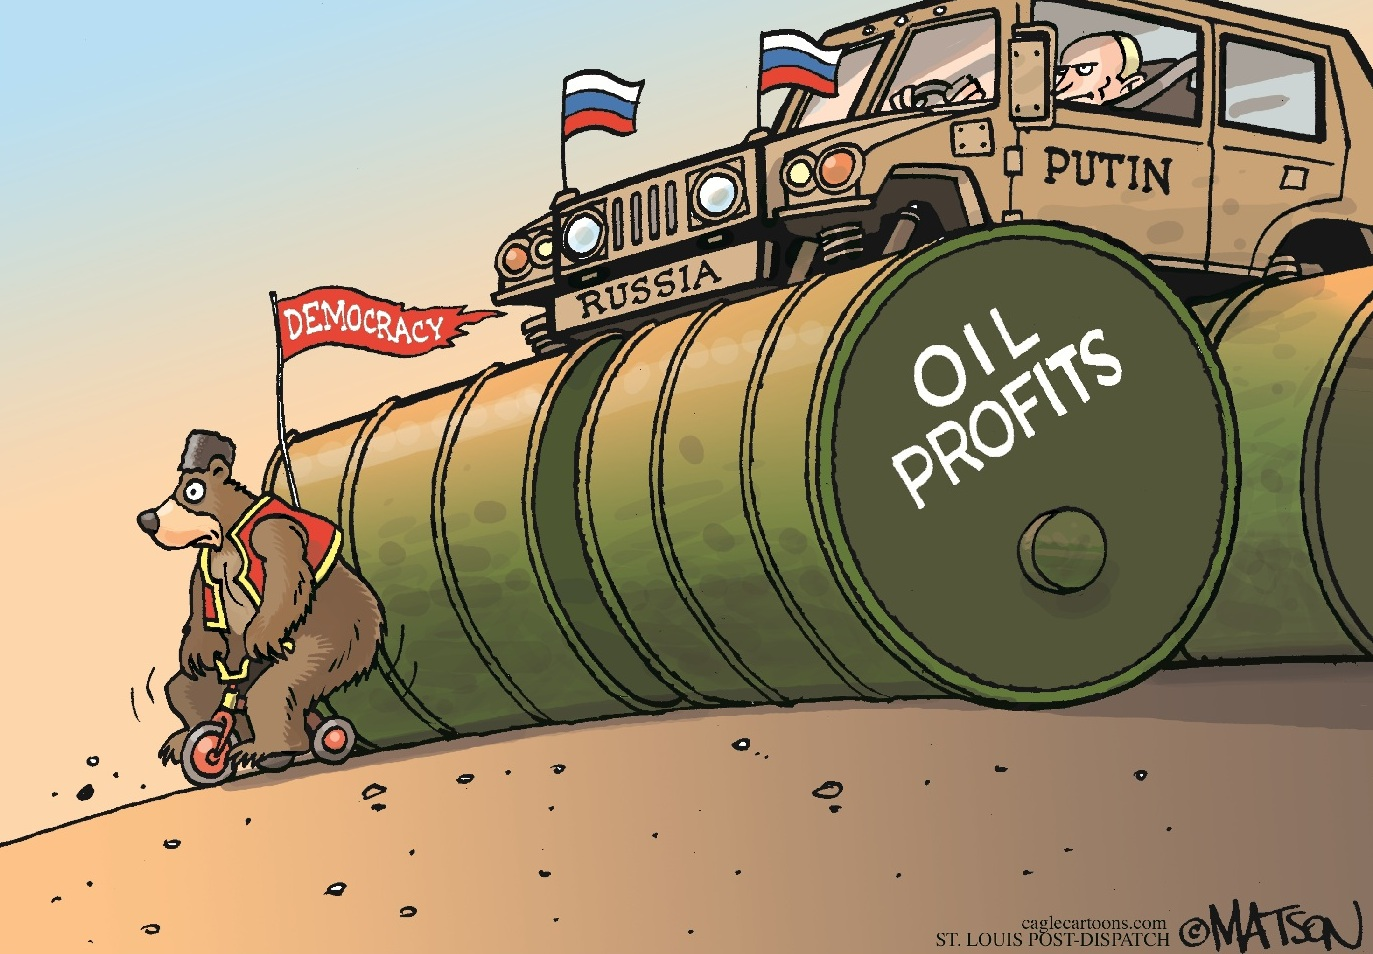 PUTIN
RUSSIA
DEMOCRACY
OIL
PROFITS
caglecartoons.com
ST. LOUIS POST-DISPATCH
©MATSON